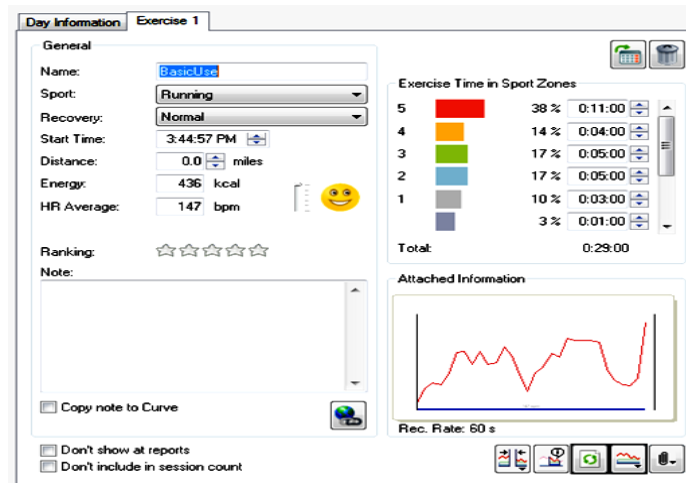 Day Information
Exercise 1
General
Name: BasicUse
Sport: Running
Recovery: Normal
Start Time: 3:44:57 PM
Distance: 0.0 miles
Energy: 436 kcal
HR Average: 147 bpm
Ranking:
Note:
Copy note to Curve
Don't show at reports
Don't include in session count
Exercise Time in Sport Zones
5 38 % 0:11:00
4 14 % 0:04:00
3 17 % 0:05:00
2 17 % 0:05:00
1 10 % 0:03:00
3 % 0:01:00
Total: 0:29:00
Attached Information
Rec. Rate: 60 s